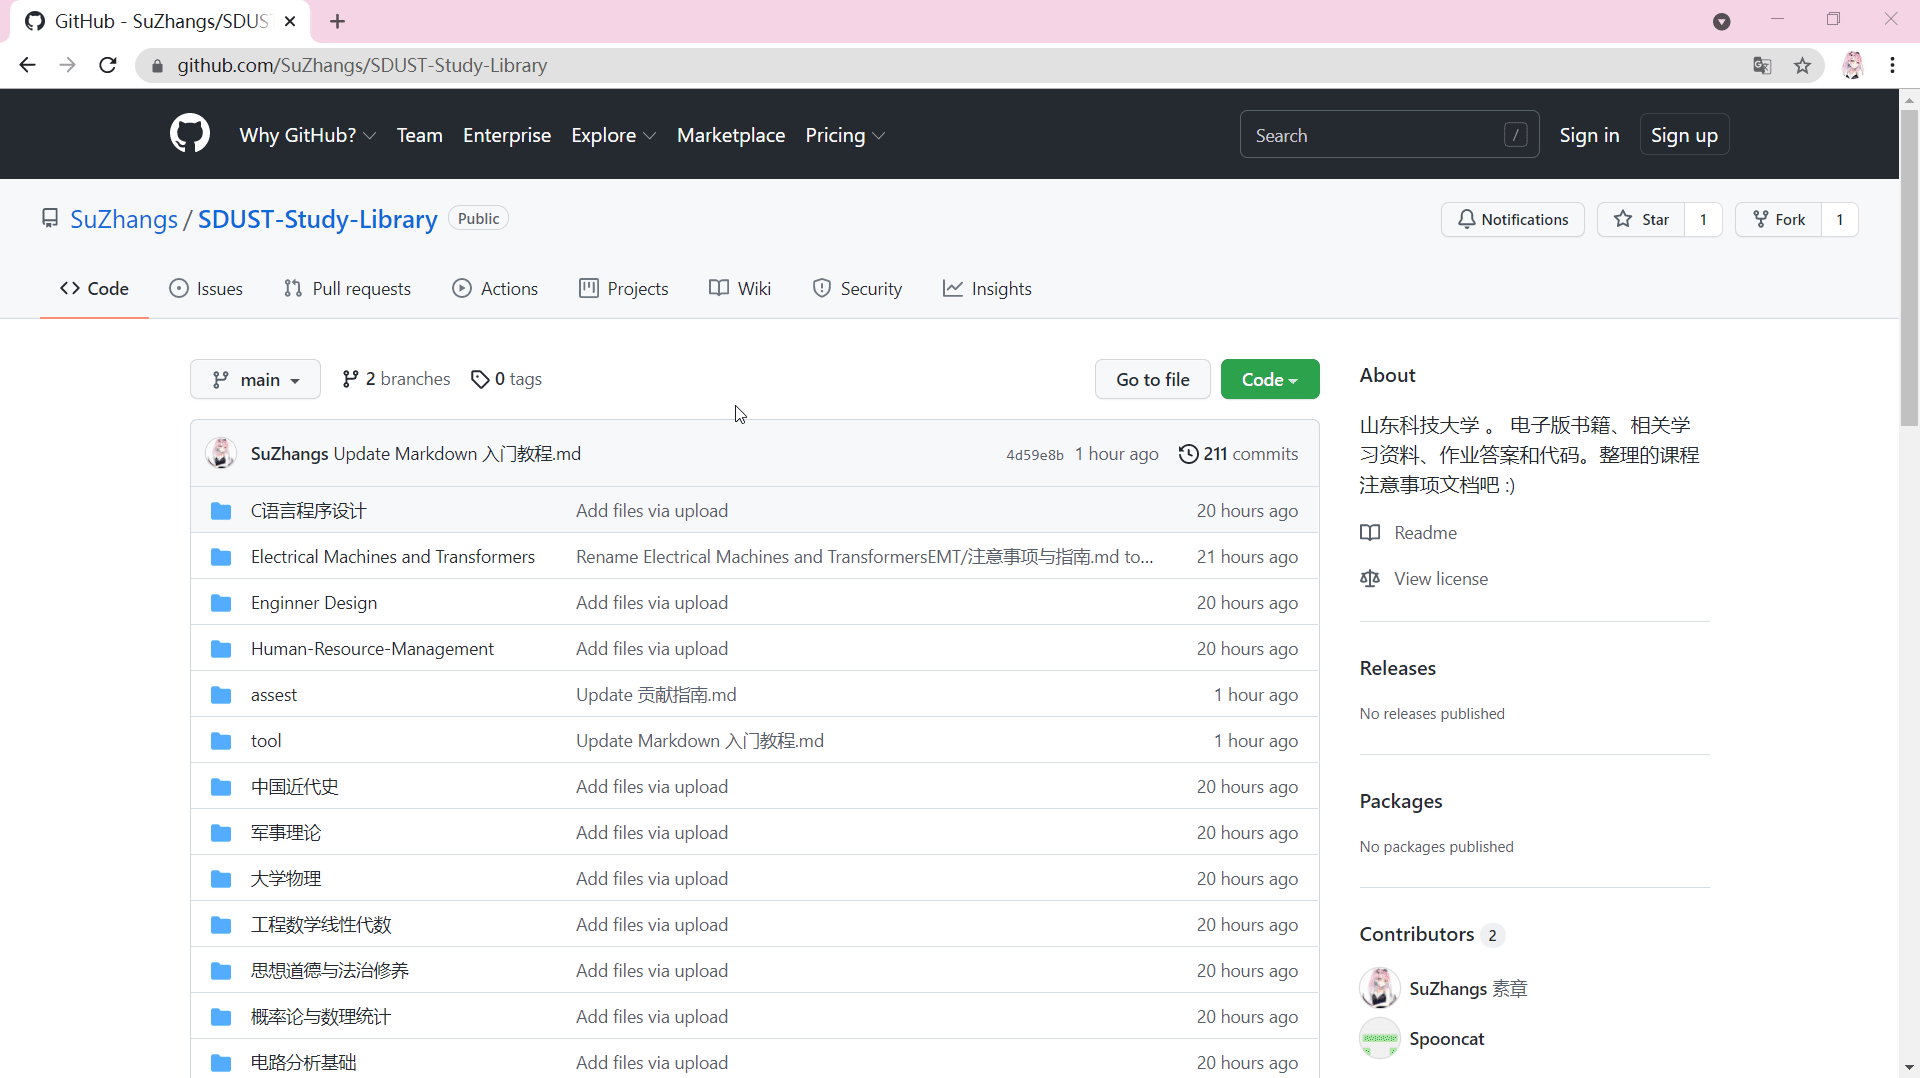 GitHub - SuZhangs/SDUS
github.com/SuZhangs/SDUST-Study-Library
Why GitHub? Team Enterprise Explore Marketplace Pricing Search / Sign in Sign up
SuZhangs / SDUST-Study-Library Public Notifications Star 1 Fork 1
Code Issues Pull requests Actions Projects Wiki Security Insights
main 2 branches 0 tags Go to file Code
SuZhangs Update Markdown 入门教程.md 4d59e8b 1 hour ago 211 commits
C语言程序设计 Add files via upload 20 hours ago
Electrical Machines and Transformers Rename Electrical Machines and TransformersEMT/注意事项与指南.md to... 21 hours ago
Enginner Design Add files via upload 20 hours ago
Human-Resource-Management Add files via upload 20 hours ago
assest Update 贡献指南.md 1 hour ago
tool Update Markdown 入门教程.md 1 hour ago
中国近代史 Add files via upload 20 hours ago
军事理论 Add files via upload 20 hours ago
大学物理 Add files via upload 20 hours ago
工程数学线性代数 Add files via upload 20 hours ago
思想道德与法治修养 Add files via upload 20 hours ago
概率论与数理统计 Add files via upload 20 hours ago
电路分析基础 Add files via upload 20 hours ago
About
山东科技大学 。 电子版书籍、相关学
习资料、作业答案和代码。整理的课程
注意事项文档吧 :)
Readme
View license
Releases
No releases published
Packages
No packages published
Contributors 2
SuZhangs 素章
Spooncat